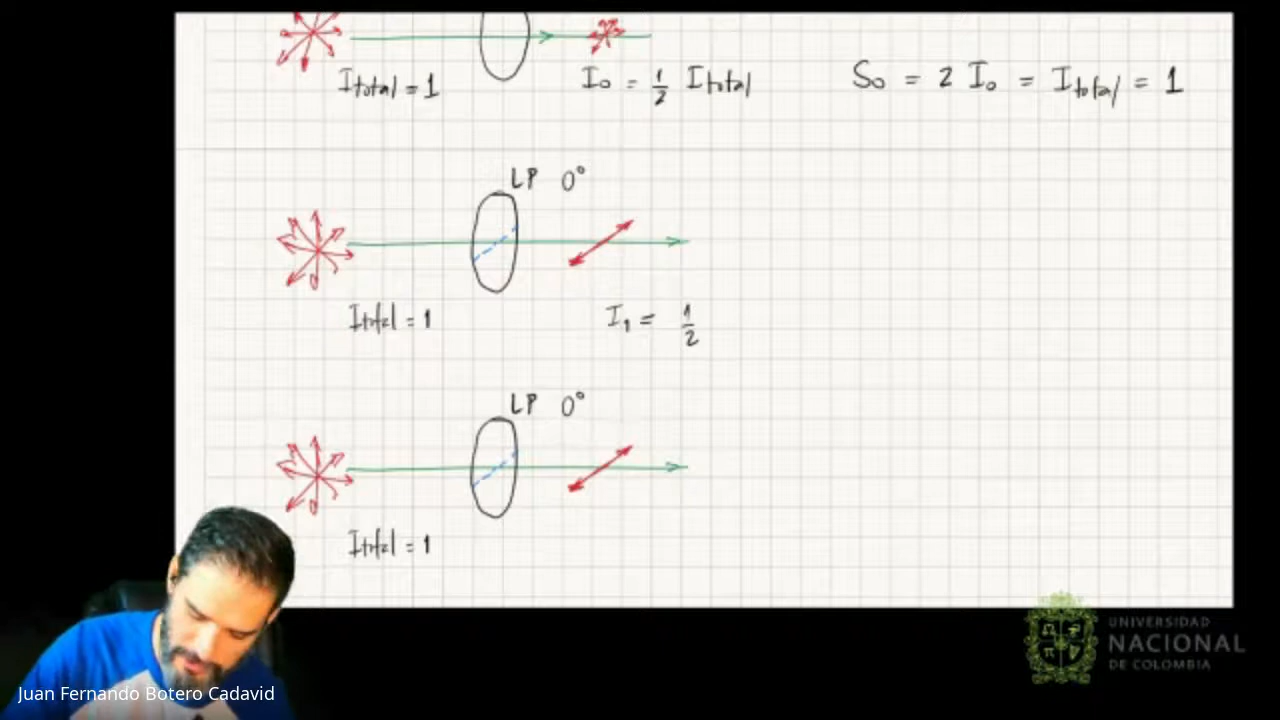 Itotal = 1
I₀ = 1/2 Itotal
S₀ = 2 I₀ = Itotal = 1
LP 0°
Itotal = 1
I₁ = 1/2
LP 0°
Itotal = 1
Juan Fernando Botero Cadavid
UNIVERSIDAD
NACIONAL
DE COLOMBIA